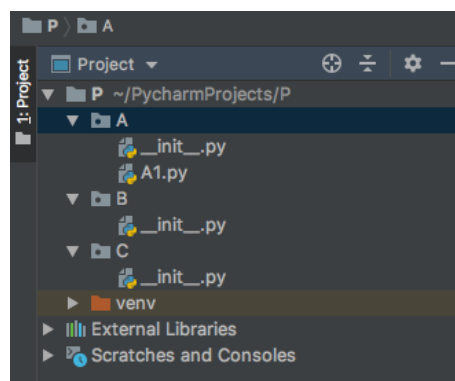 P A
Project
1: Project
P ~/PycharmProjects/P
A
__init__.py
A1.py
B
__init__.py
C
__init__.py
venv
External Libraries
Scratches and Consoles